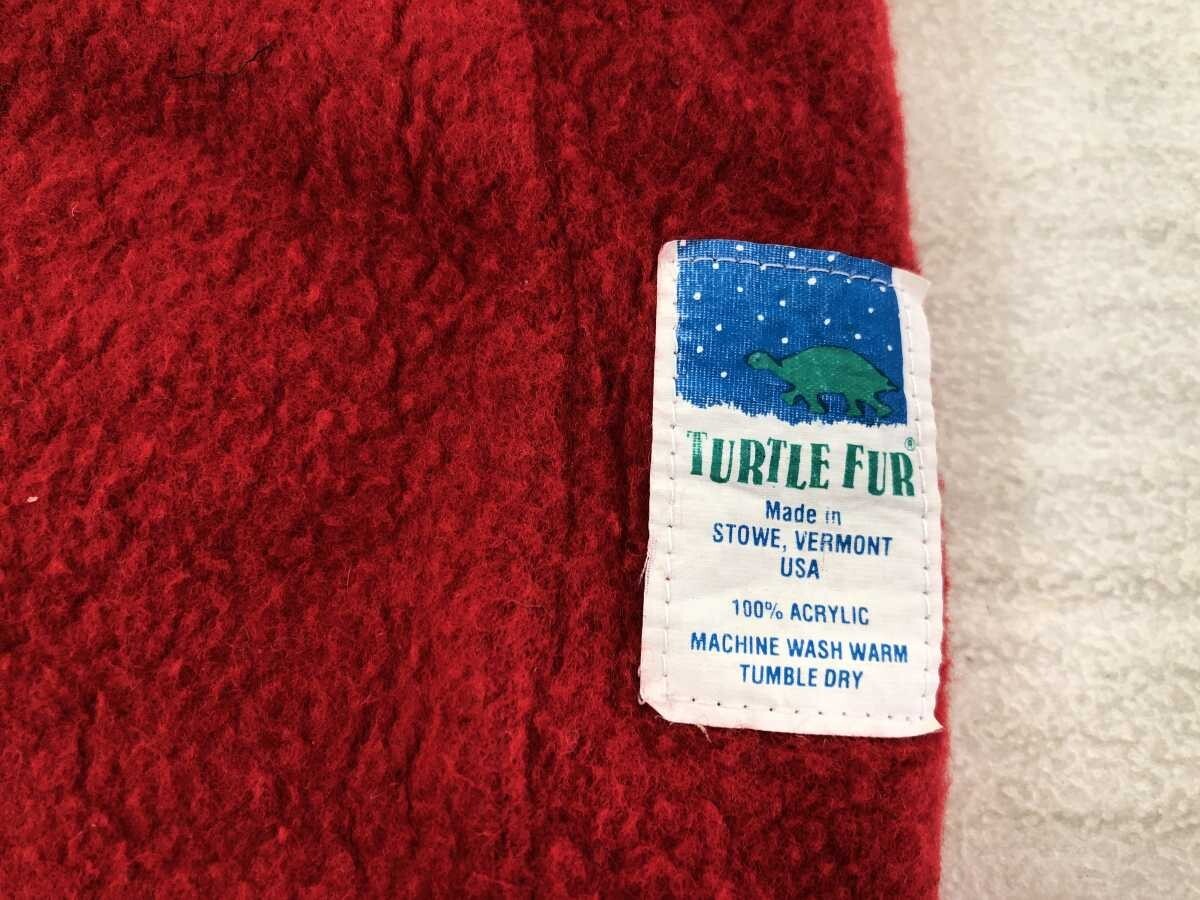 TURTLE FUR®
Made in
STOWE, VERMONT
USA
100% ACRYLIC
MACHINE WASH WARM
TUMBLE DRY